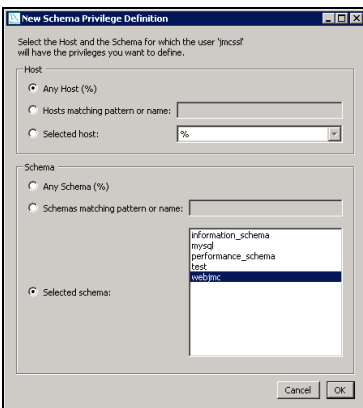 New Schema Privilege Definition
Select the Host and the Schema for which the user 'jmcssl'
will have the privileges you want to define.
Host
Any Host (%)
Hosts matching pattern or name:
Selected host:
%
Schema
Any Schema (%)
Schemas matching pattern or name:
information_schema
mysql
performance_schema
test
webjmc
Selected schema:
Cancel
OK